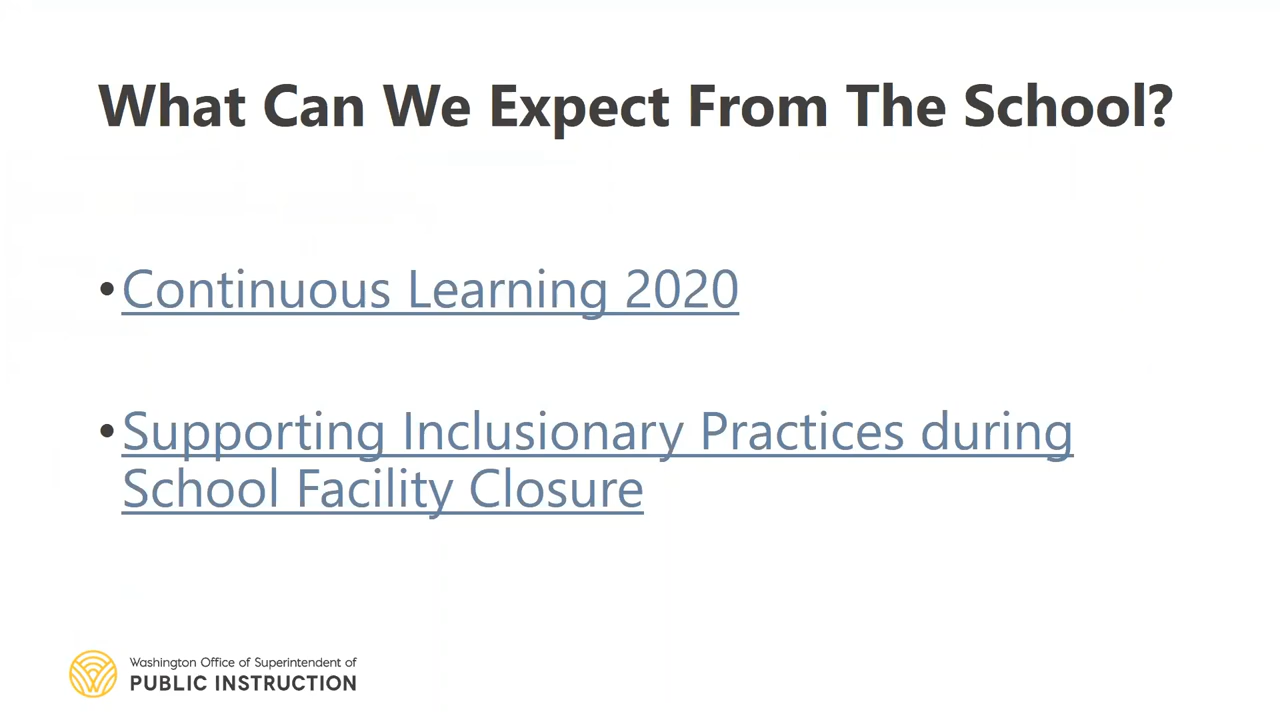 What Can We Expect From The School?
•Continuous Learning 2020
•Supporting Inclusionary Practices during
School Facility Closure
Washington Office of Superintendent of
PUBLIC INSTRUCTION